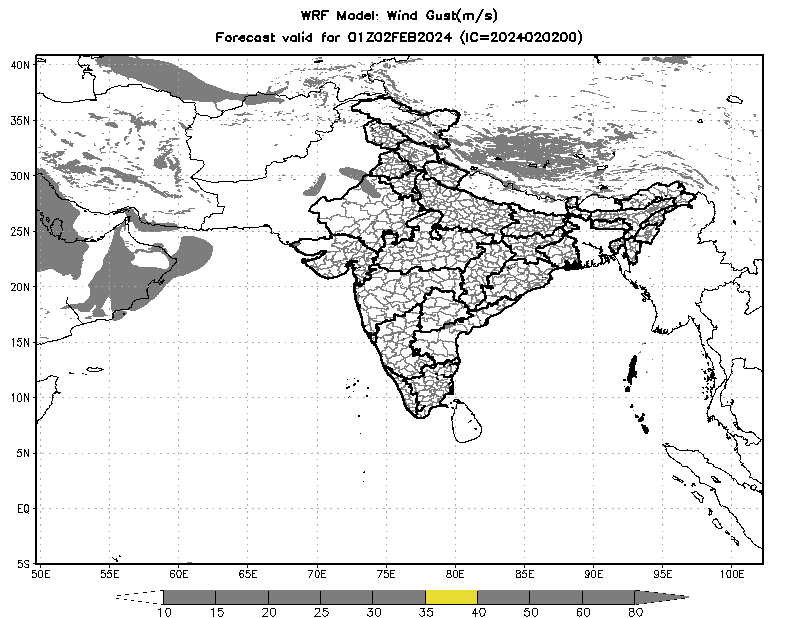 WRF Model: Wind Gust(m/s)
Forecast valid for 01Z02FEB2024 (IC=2024020200)
40N
35N
30N
25N
20N
15N
10N
5N
EQ
5S
50E 55E 60E 65E 70E 75E 80E 85E 90E 95E 100E
10 15 20 25 30 35 40 50 60 80